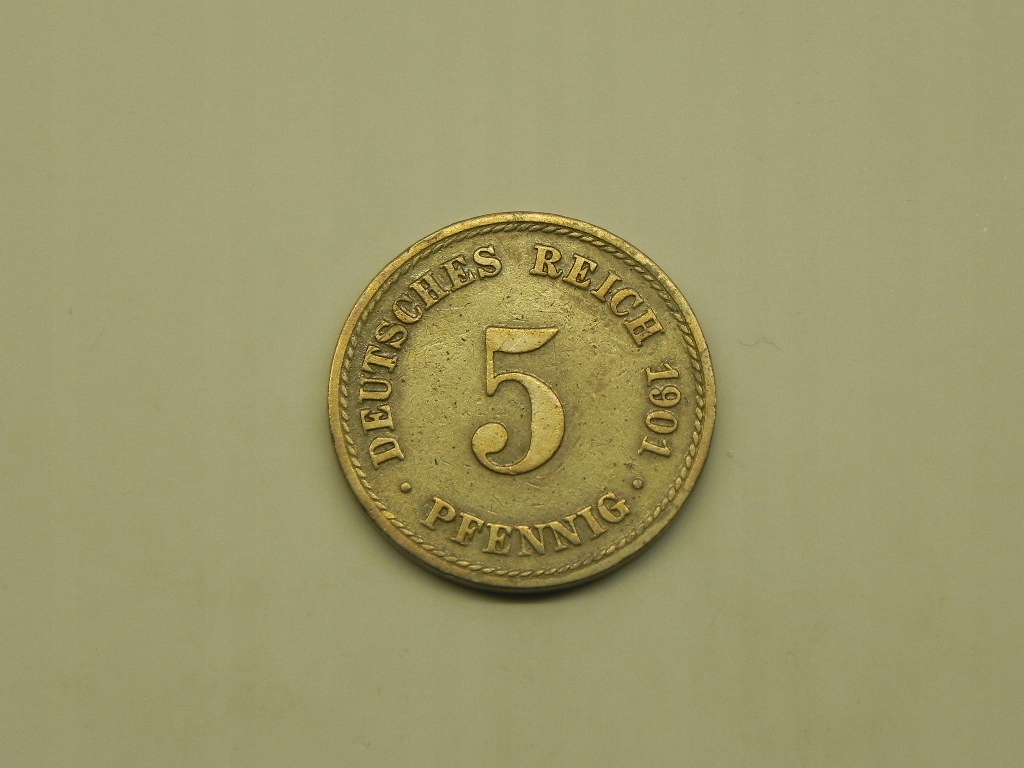 DEUTSCHES REICH 1901
5
· PFENNIG ·